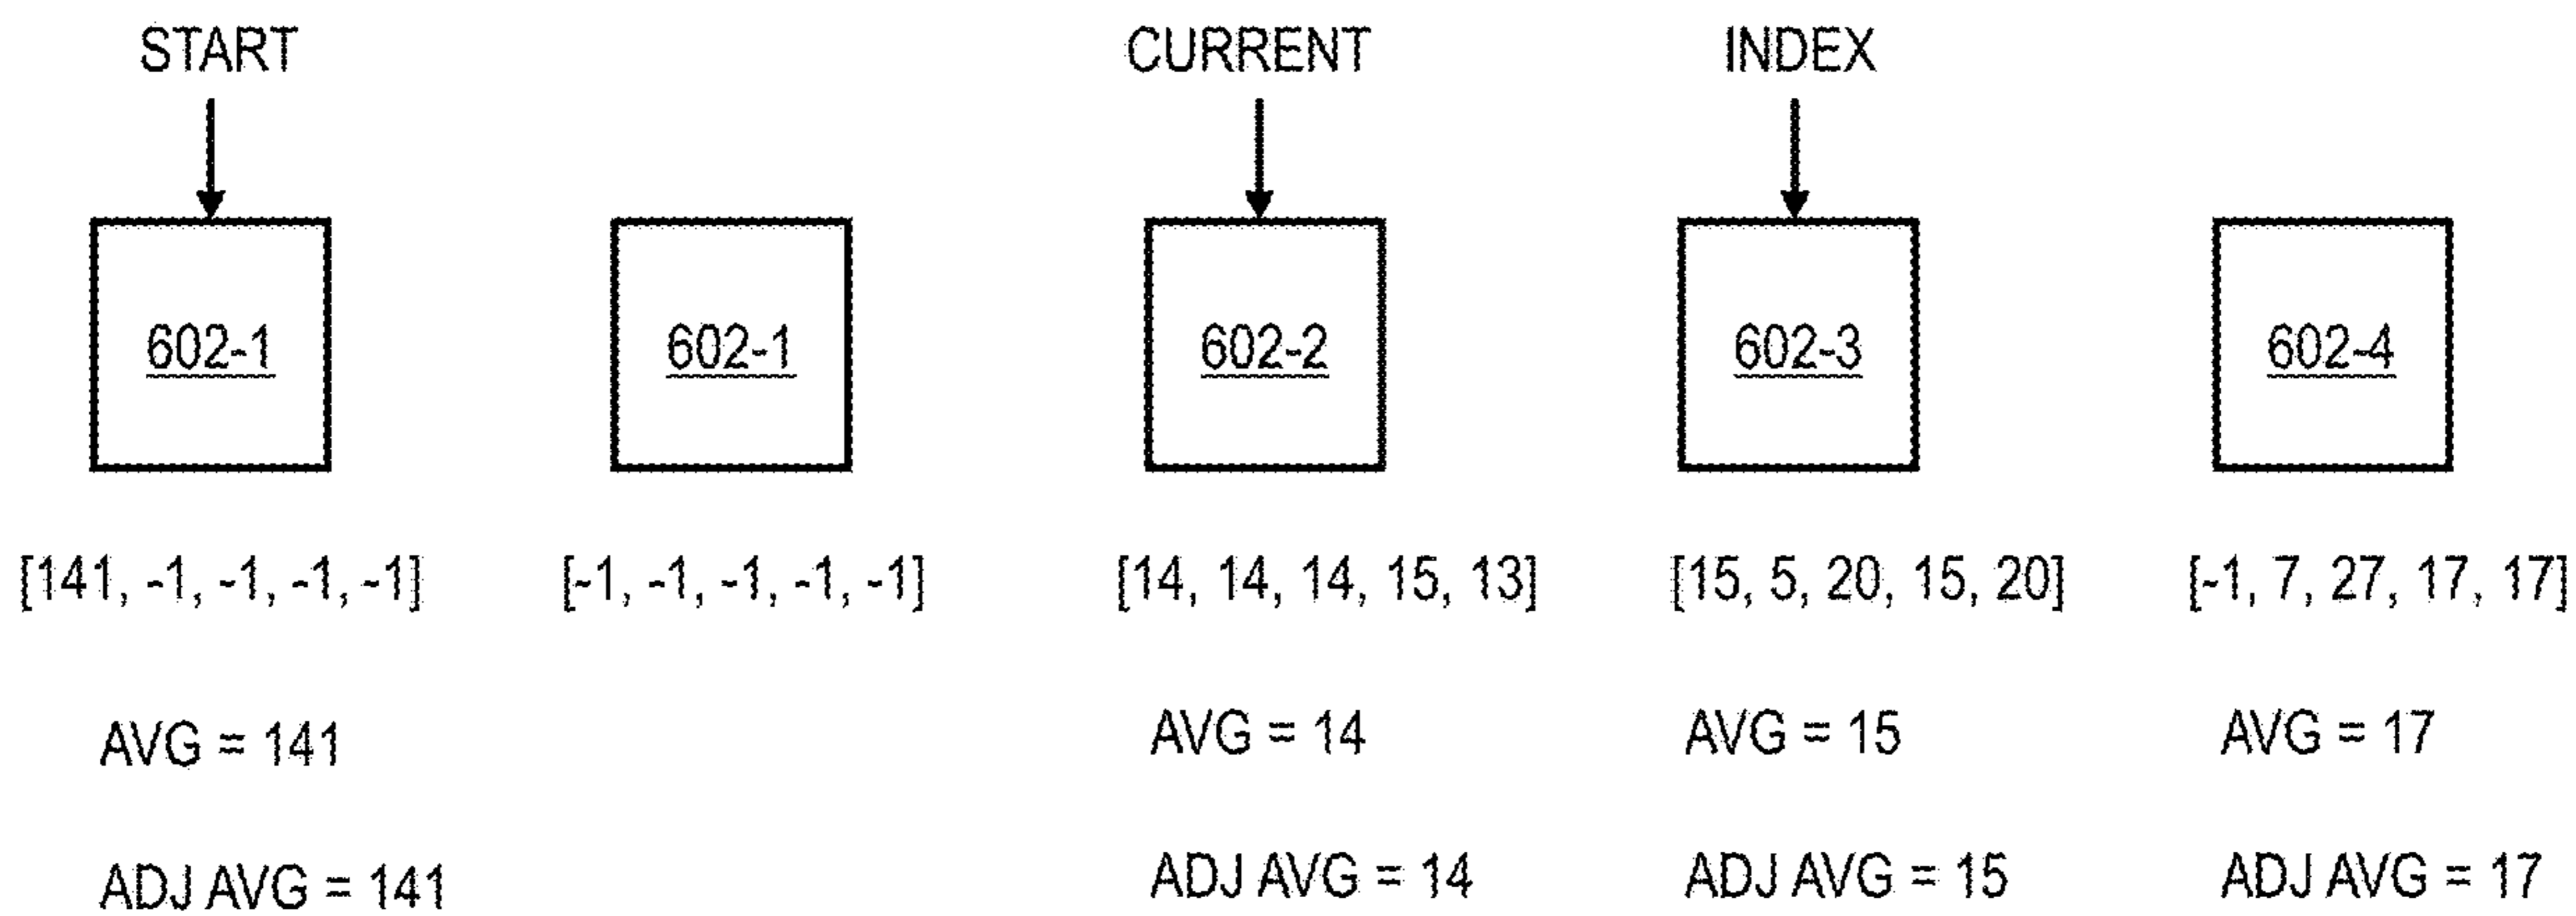 START CURRENT INDEX
602-1 602-1 602-2 602-3 602-4
[141, -1, -1, -1, -1] [-1, -1, -1, -1, -1] [14, 14, 14, 15, 13] [15, 5, 20, 15, 20] [-1, 7, 27, 17, 17]
AVG = 141 AVG = 14 AVG = 15 AVG = 17
ADJ AVG = 141 ADJ AVG = 14 ADJ AVG = 15 ADJ AVG = 17